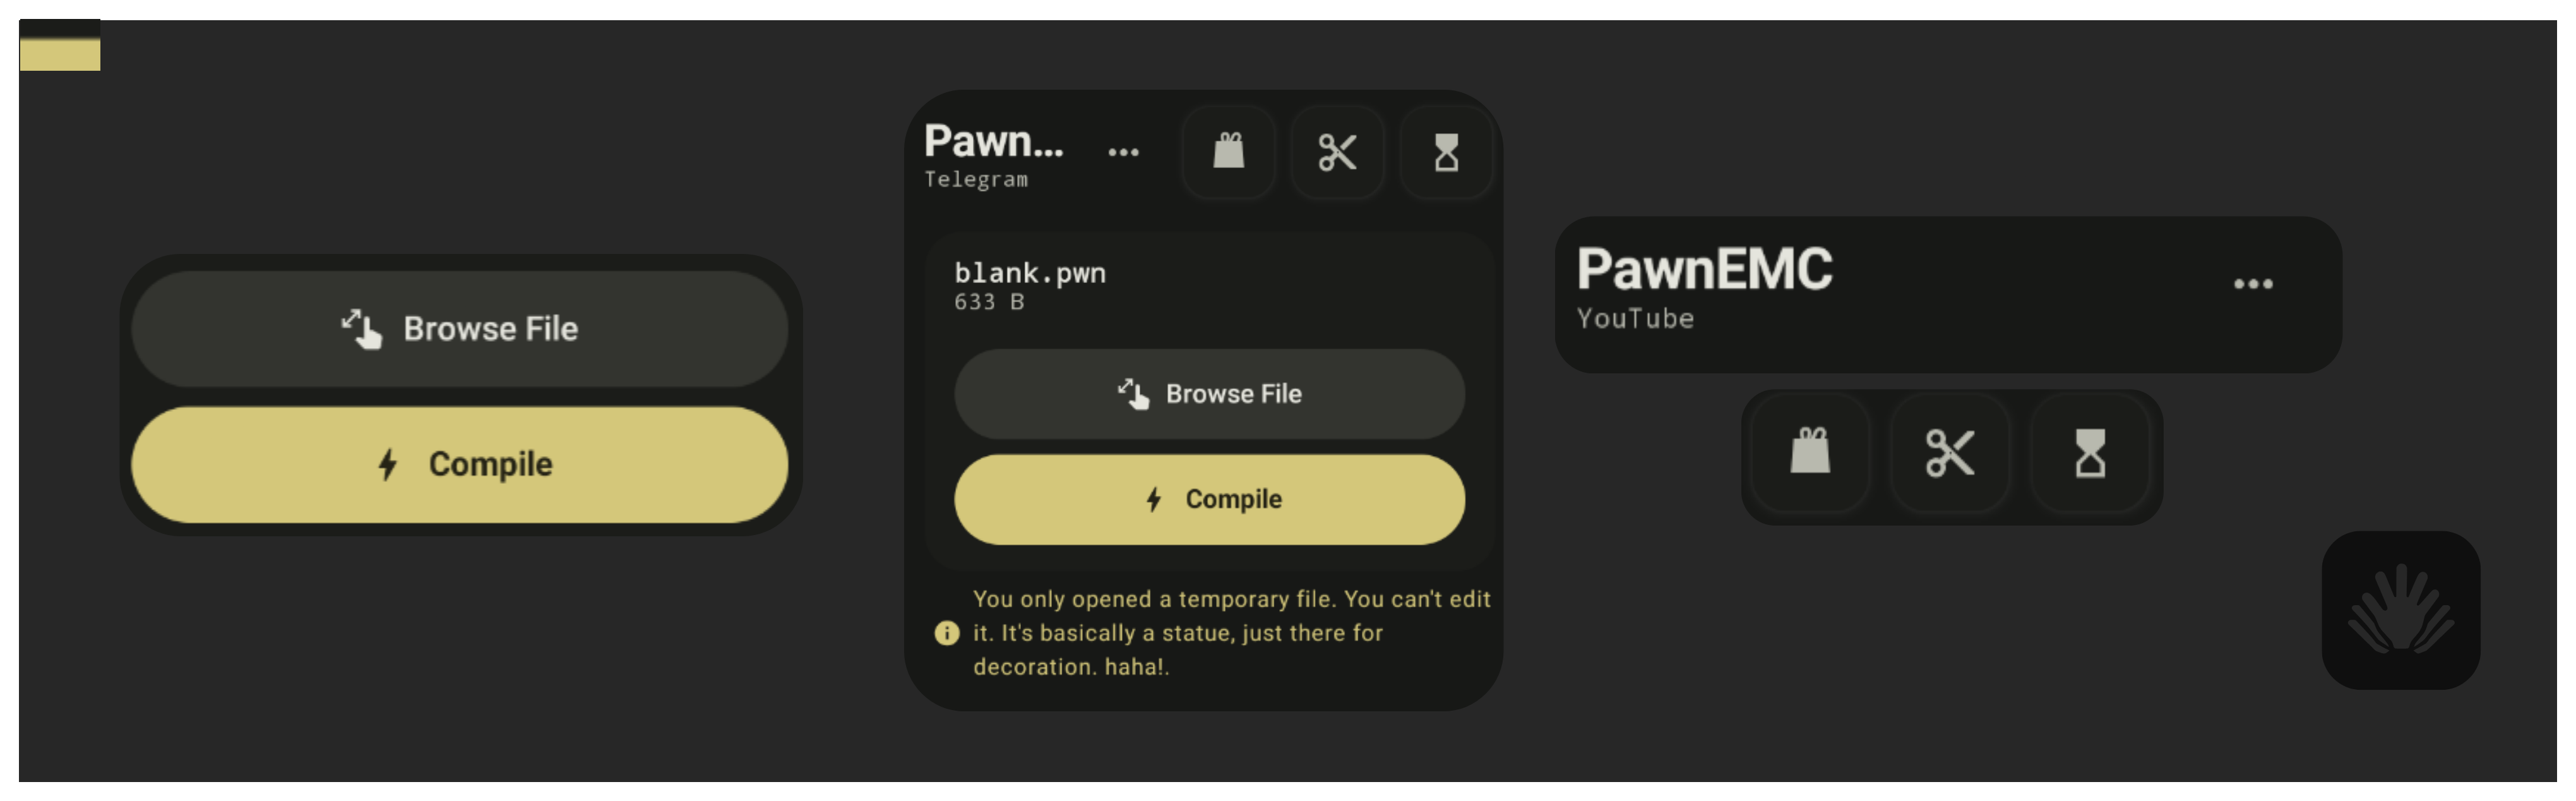 Browse File
Compile
Pawn...
Telegram
blank.pwn
633 B
Browse File
Compile
You only opened a temporary file. You can't edit
it. It's basically a statue, just there for
decoration. haha!.
PawnEMC
YouTube